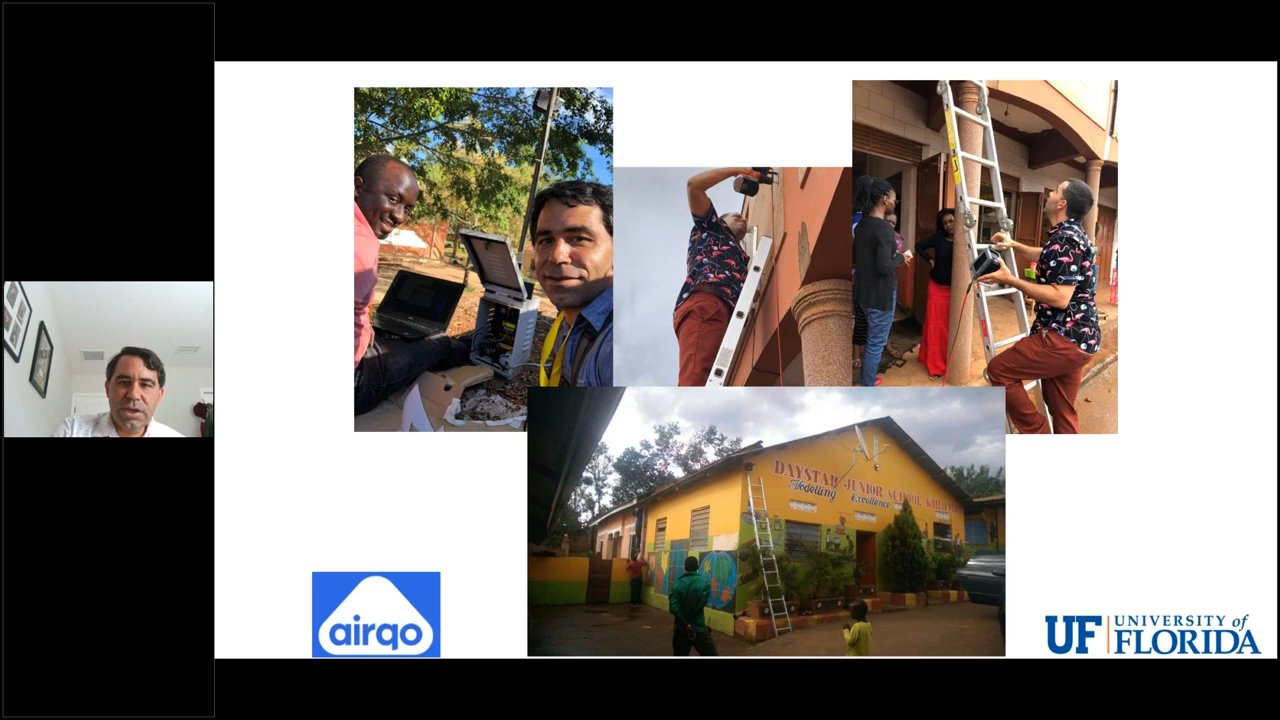 DAYSTAR JUNIOR SCHOOL
Modelling Excellence
airqo
UF UNIVERSITY of
FLORIDA